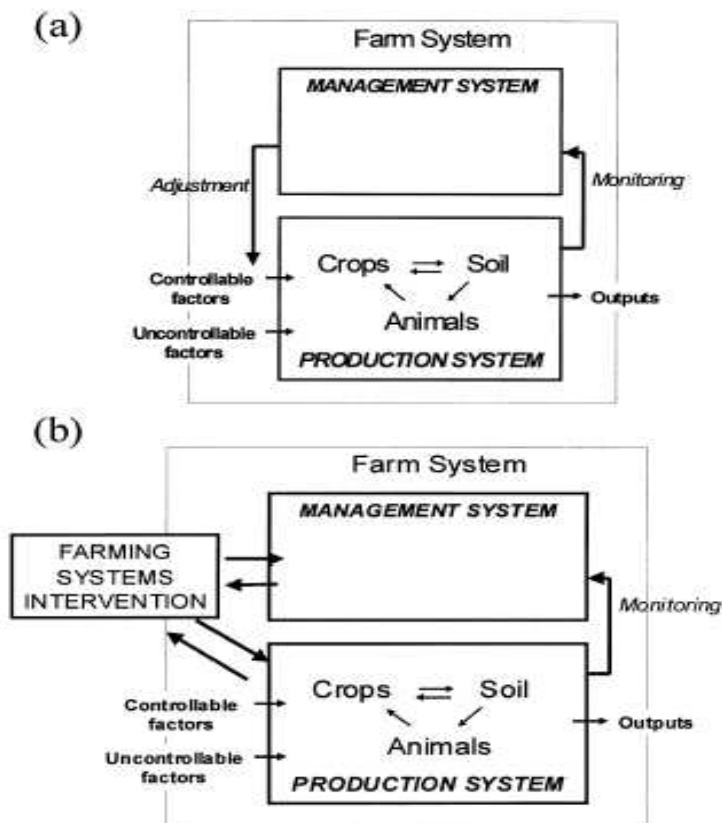 (a)
Farm System
MANAGEMENT SYSTEM
Adjustment
Monitoring
Crops
Soil
Controllable
factors
Outputs
Animals
Uncontrollable
factors
PRODUCTION SYSTEM
(b)
Farm System
MANAGEMENT SYSTEM
FARMING
SYSTEMS
INTERVENTION
Monitoring
Crops
Soil
Controllable
factors
Outputs
Animals
Uncontrollable
factors
PRODUCTION SYSTEM